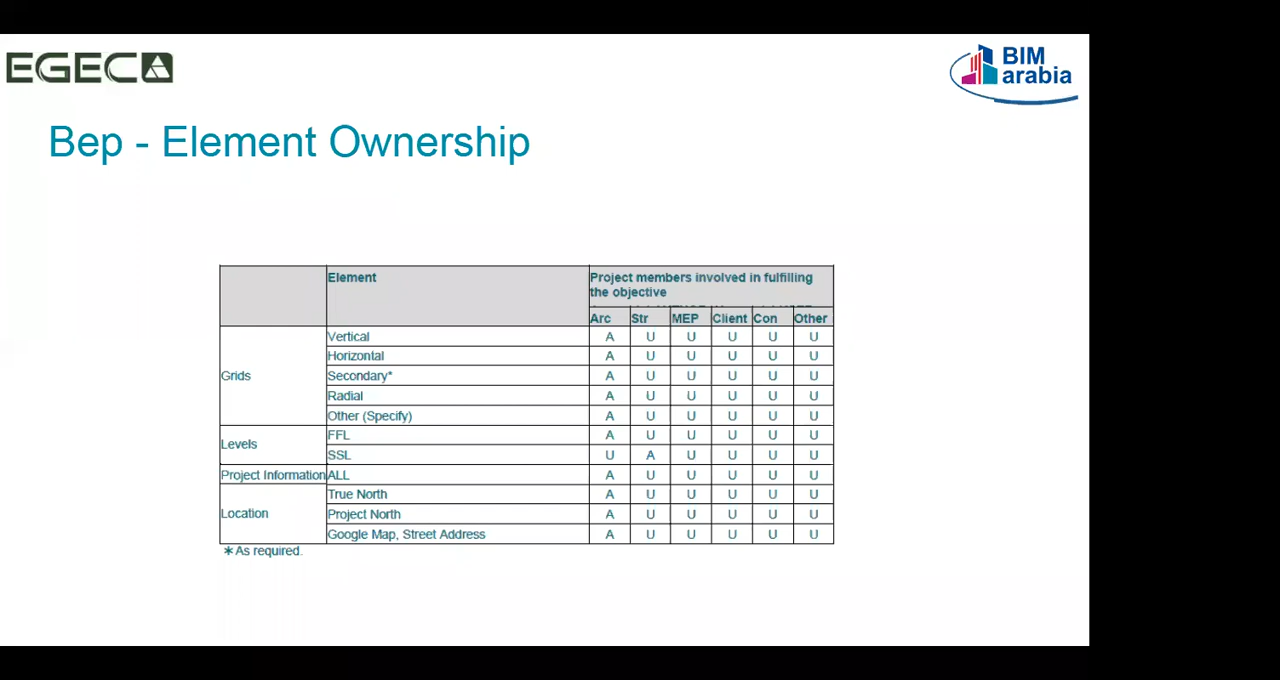 EGEC
BIM
arabia
Bep - Element Ownership
Element Project members involved in fulfilling
the objective
Arc Str MEP Client Con Other
Grids
Vertical A U U U U U
Horizontal A U U U U U
Secondary* A U U U U U
Radial A U U U U U
Other (Specify) A U U U U U
Levels
FFL A U U U U U
SSL U A U U U U
Project Information ALL A U U U U U
Location
True North A U U U U U
Project North A U U U U U
Google Map, Street Address A U U U U U
*As required.